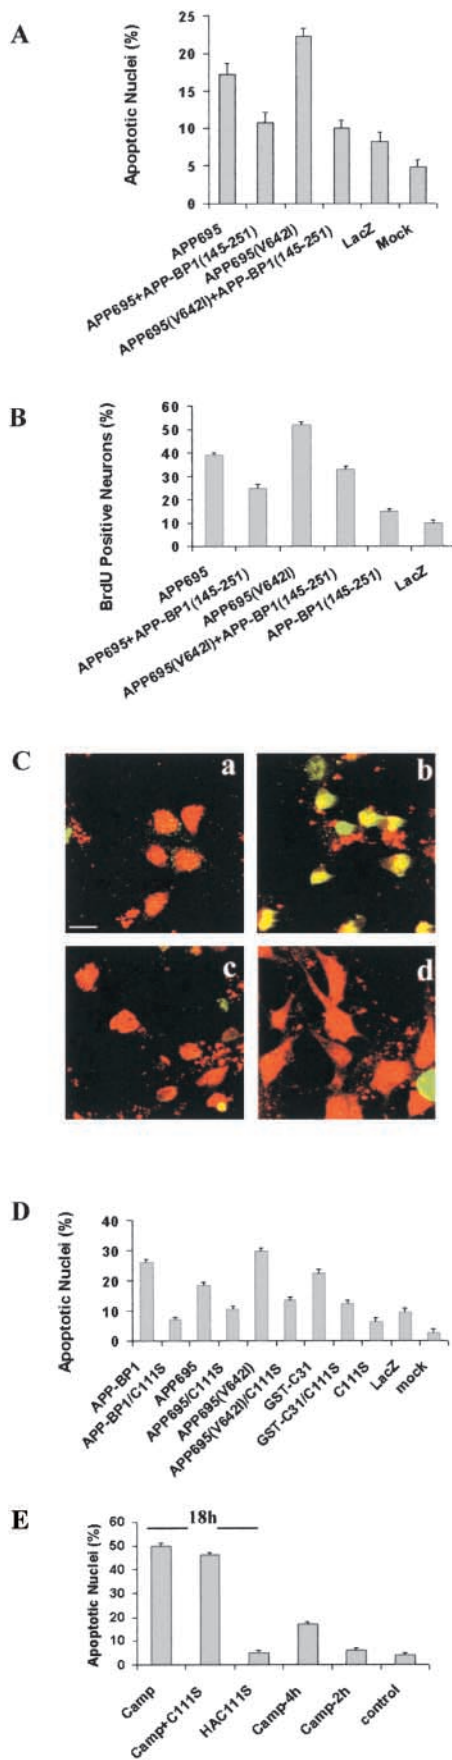 A
Apoptotic Nuclei (%)
25
20
15
10
5
0
APP695
APP695+APP-BP1(145-251)
APP695(V642I)
APP695(V642I)+APP-BP1(145-251)
LacZ
Mock
B
BrdU Positive Neurons (%)
60
50
40
30
20
10
0
APP695
APP695+APP-BP1(145-251)
APP695(V642I)
APP695(V642I)+APP-BP1(145-251)
APP-BP1(145-251)
LacZ
C
a
b
c
d
D
Apoptotic Nuclei (%)
40
30
20
10
0
APP-BP1
APP-BP1/C111S
APP695
APP695/C111S
APP695(V642I)
APP695(V642I)/C111S
GST-C31
GST-C31/C111S
C111S
LacZ
mock
E
18h
Apoptotic Nuclei (%)
60
50
40
30
20
10
0
Camp
Camp+C111S
HAC111S
Camp-4h
Camp-2h
control